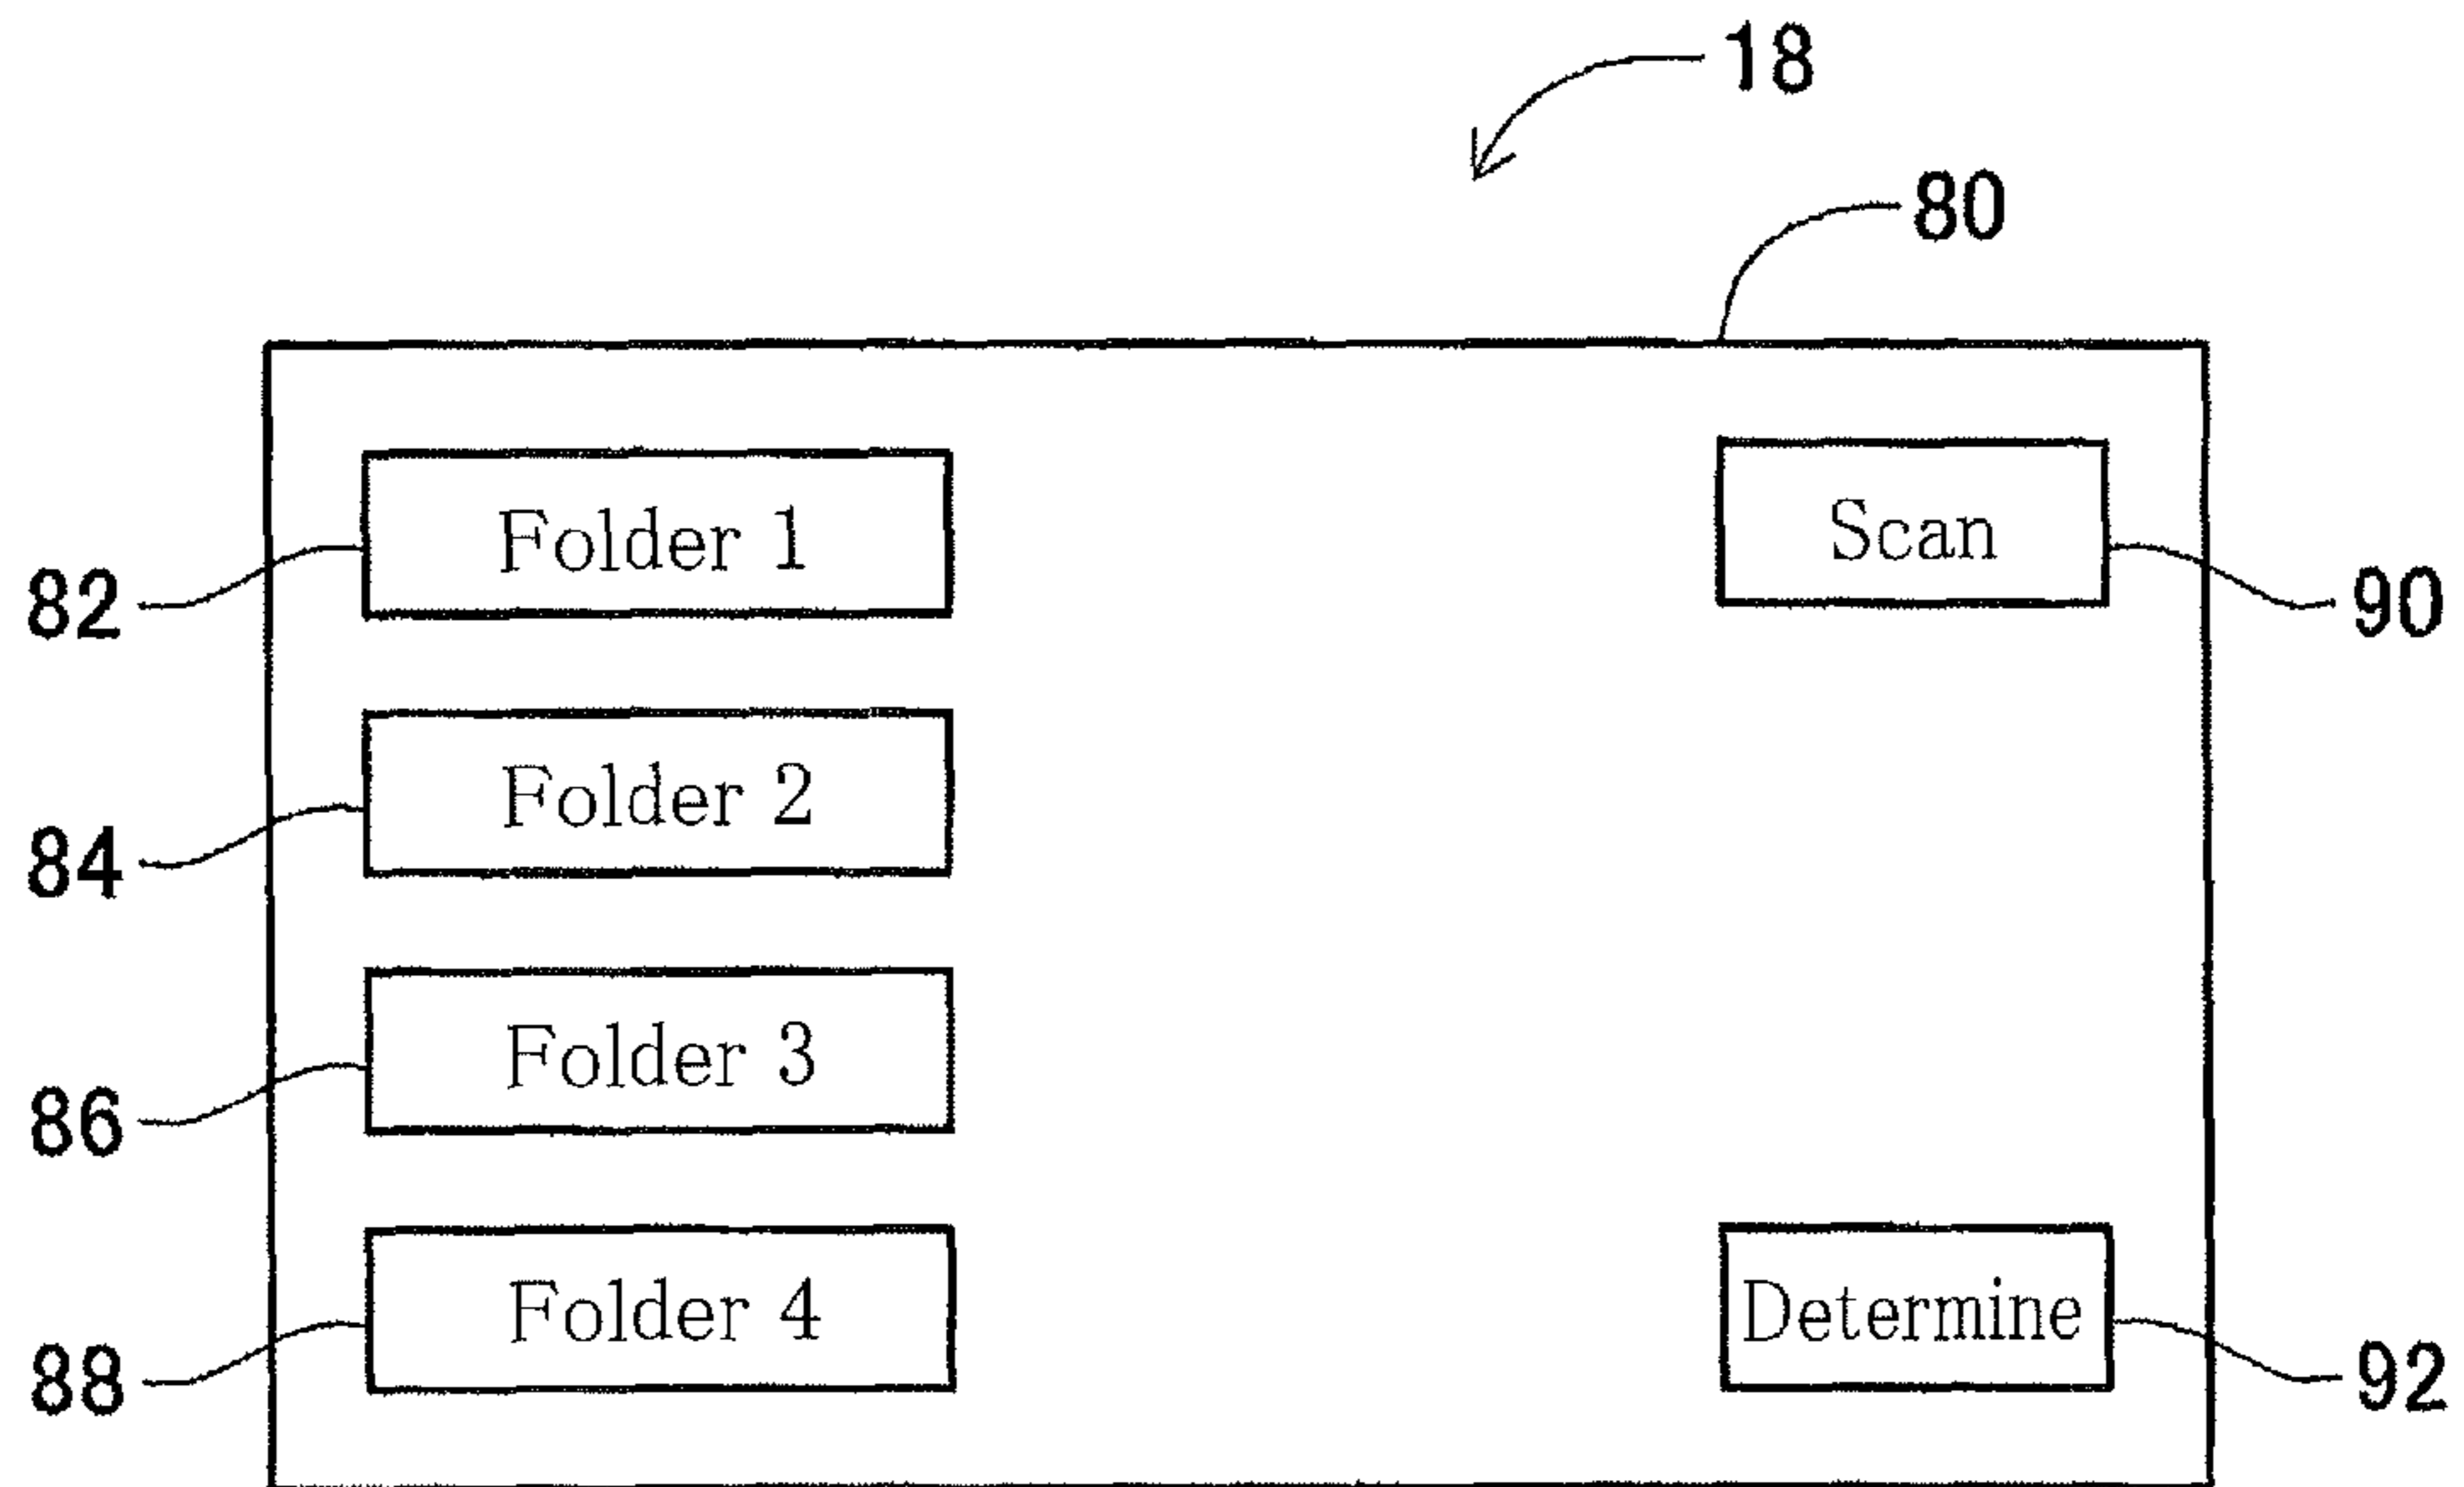 18
80
Folder 1
Scan
82
90
Folder 2
84
Folder 3
86
Folder 4
Determine
88
92